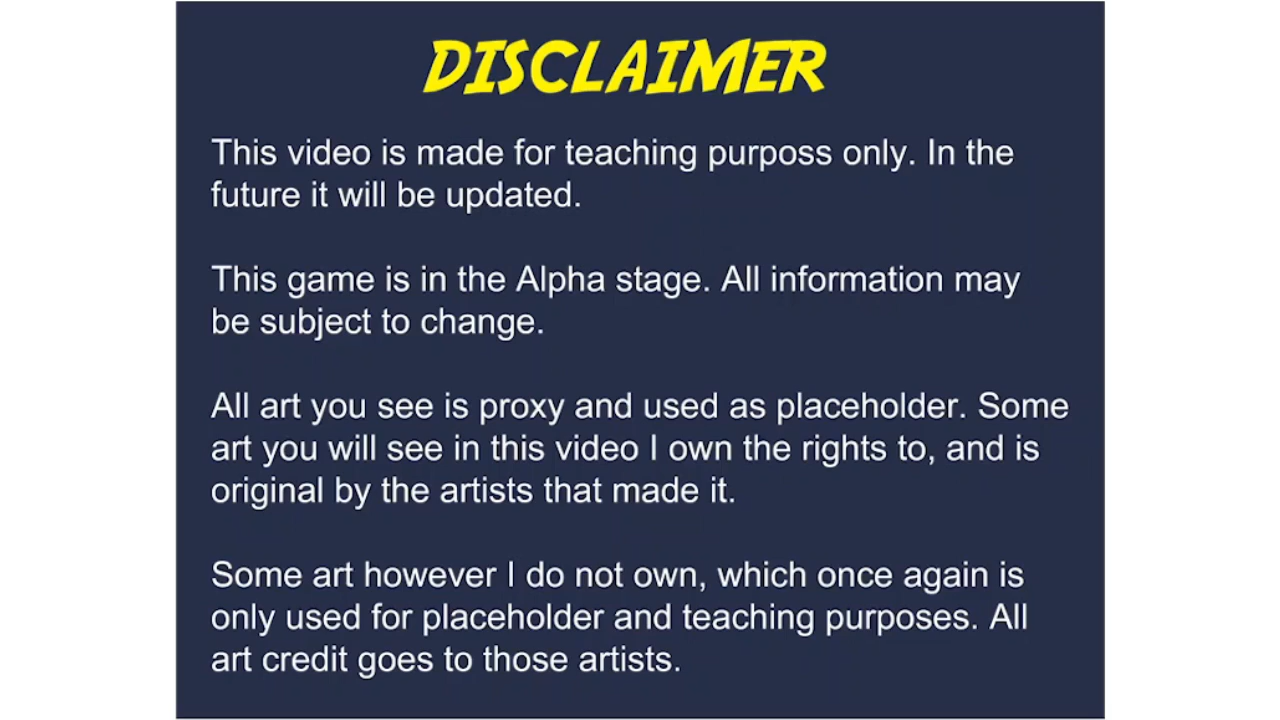 DISCLAIMER
This video is made for teaching purposs only. In the
future it will be updated.
This game is in the Alpha stage. All information may
be subject to change.
All art you see is proxy and used as placeholder. Some
art you will see in this video I own the rights to, and is
original by the artists that made it.
Some art however I do not own, which once again is
only used for placeholder and teaching purposes. All
art credit goes to those artists.